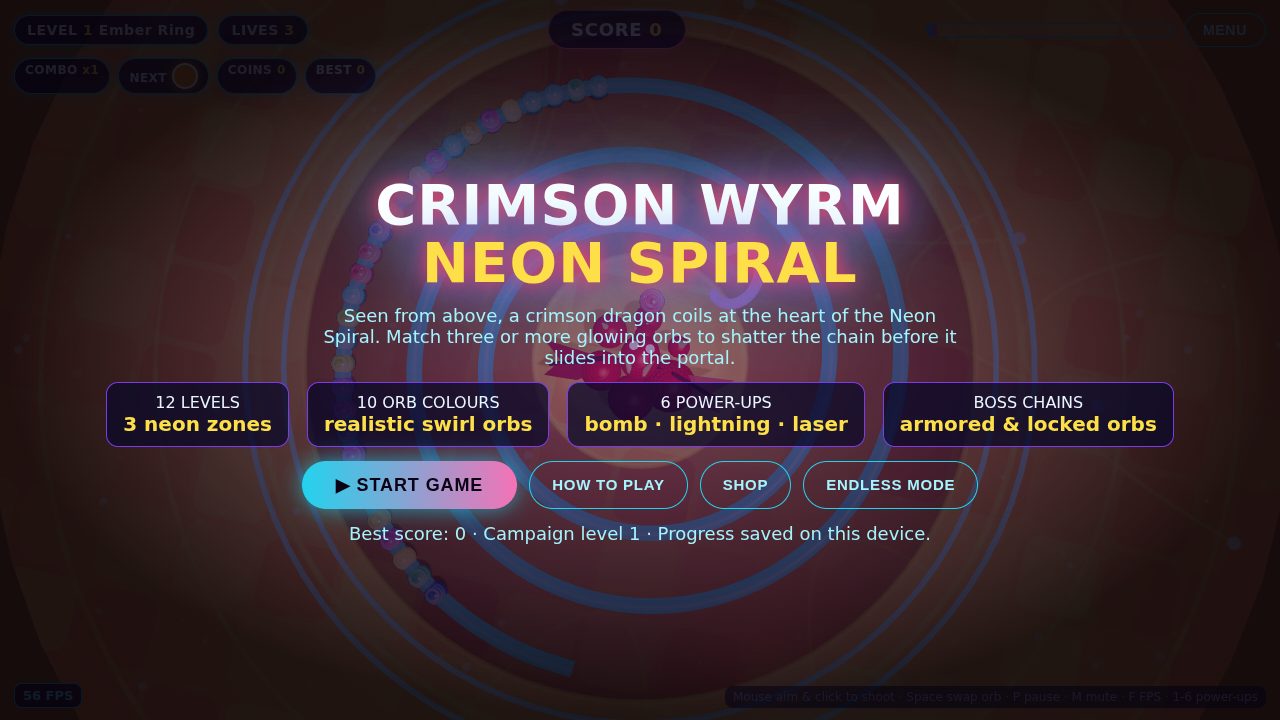 LEVEL 1 Ember Ring
LIVES 3
SCORE 0
MENU
COMBO x1
NEXT
COINS 0
BEST 0
CRIMSON WYRM
NEON SPIRAL
Seen from above, a crimson dragon coils at the heart of the Neon
Spiral. Match three or more glowing orbs to shatter the chain before it
slides into the portal.
12 LEVELS
3 neon zones
10 ORB COLOURS
realistic swirl orbs
6 POWER-UPS
bomb · lightning · laser
BOSS CHAINS
armored & locked orbs
▶ START GAME
HOW TO PLAY
SHOP
ENDLESS MODE
Best score: 0 · Campaign level 1 · Progress saved on this device.
56 FPS
Mouse aim & click to shoot · Space swap orb · P pause · M mute · F FPS · 1-6 power-ups